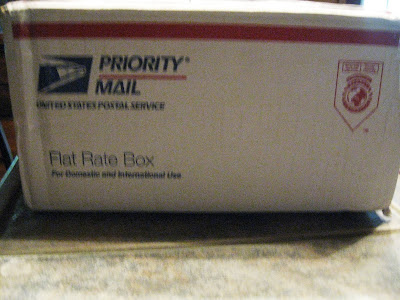 PRIORITY®
MAIL
UNITED STATES POSTAL SERVICE
Flat Rate Box
For Domestic and International Use